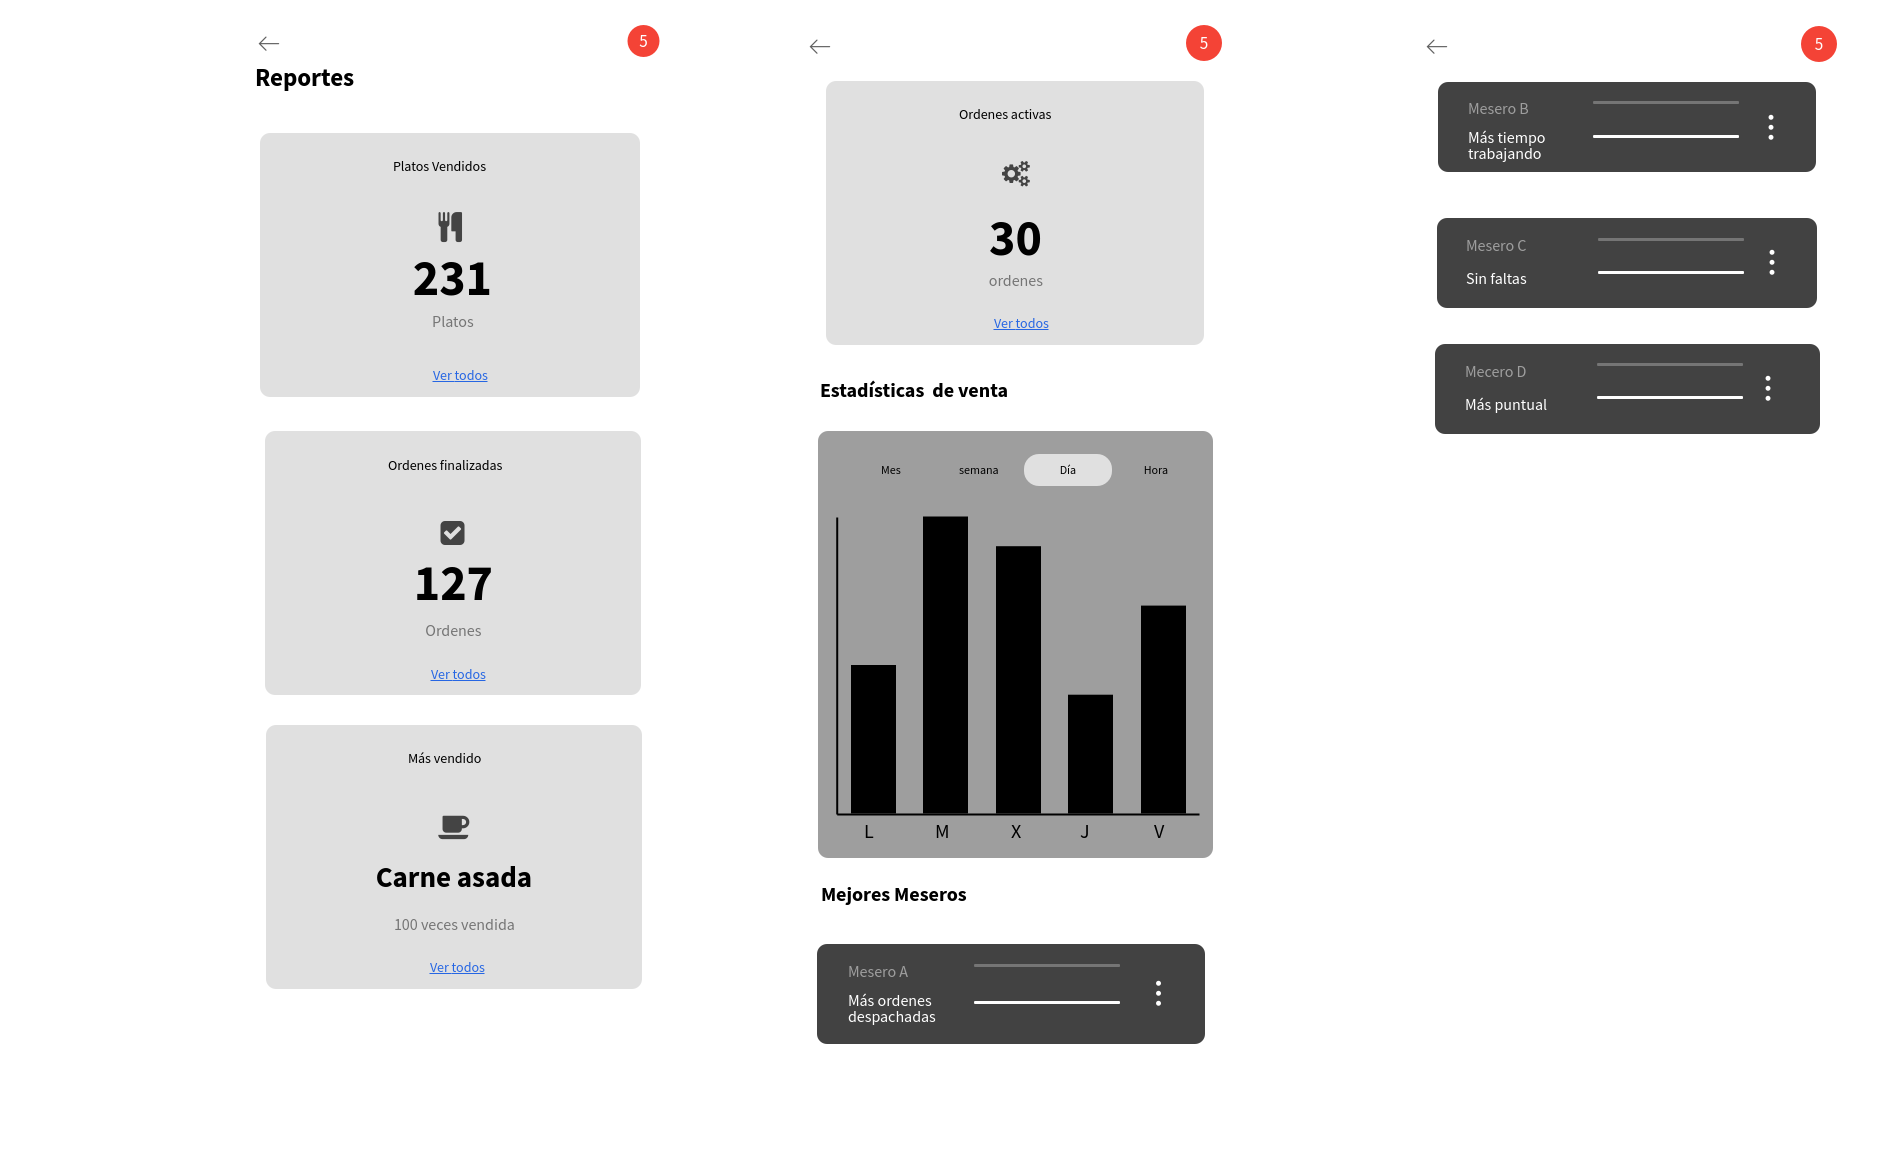 5
Reportes
Platos Vendidos
231
Platos
Ver todos
Ordenes finalizadas
127
Ordenes
Ver todos
Más vendido
Carne asada
100 veces vendida
Ver todos
5
Ordenes activas
30
ordenes
Ver todos
Estadísticas  de venta
Mes semana Día Hora
L M X J V
Mejores Meseros
Mesero A
Más ordenes
despachadas
5
Mesero B
Más tiempo
trabajando
Mesero C
Sin faltas
Mecero D
Más puntual